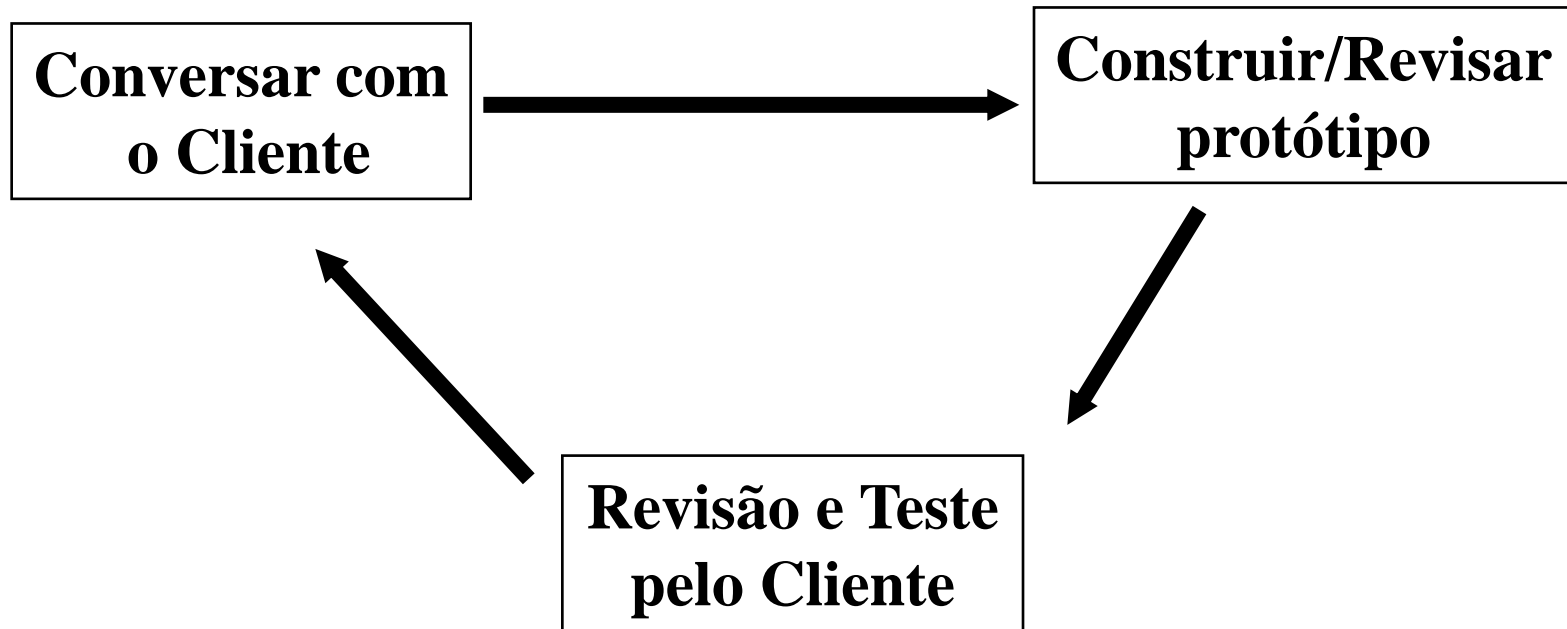 Conversar com
o Cliente
Construir/Revisar
protótipo
Revisão e Teste
pelo Cliente